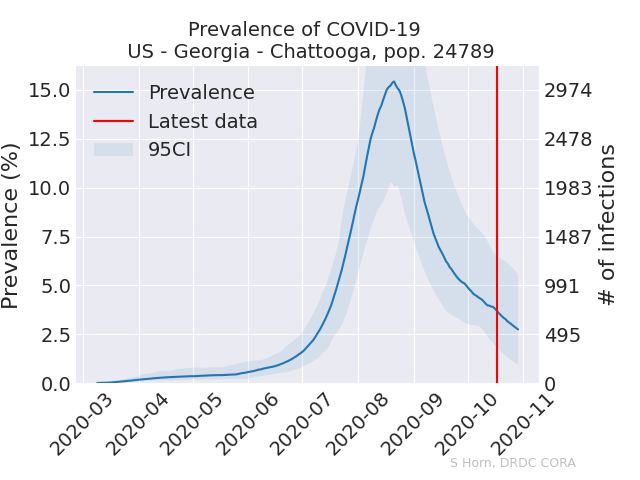 Prevalence of COVID-19
US - Georgia - Chattooga, pop. 24789
Prevalence (%)
15.0
12.5
10.0
7.5
5.0
2.5
0.0
Prevalence
Latest data
95CI
2974
2478
1983
1487
991
495
0
# of infections
2020-03
2020-04
2020-05
2020-06
2020-07
2020-08
2020-09
2020-10
2020-11
S Horn, DRDC CORA